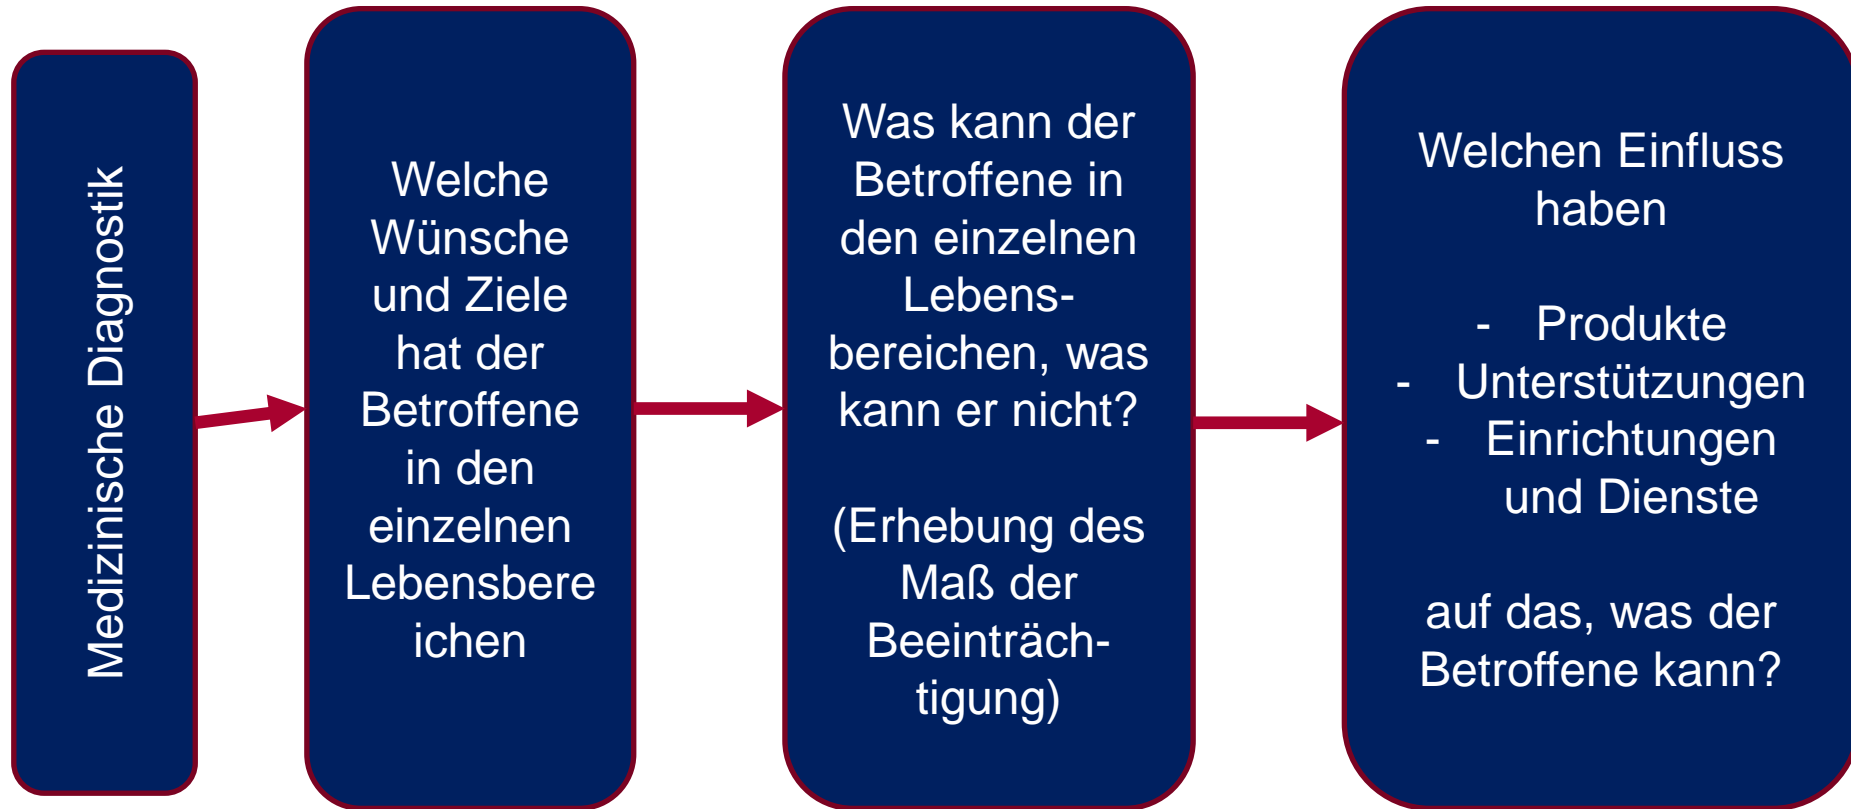 Medizinische Diagnostik
Welche
Wünsche
und Ziele
hat der
Betroffene
in den
einzelnen
Lebensbere
ichen
Was kann der
Betroffene in
den einzelnen
Lebens-
bereichen, was
kann er nicht?
(Erhebung des
Maß der
Beeinträch-
tigung)
Welchen Einfluss
haben
- Produkte
- Unterstützungen
- Einrichtungen
und Dienste
auf das, was der
Betroffene kann?